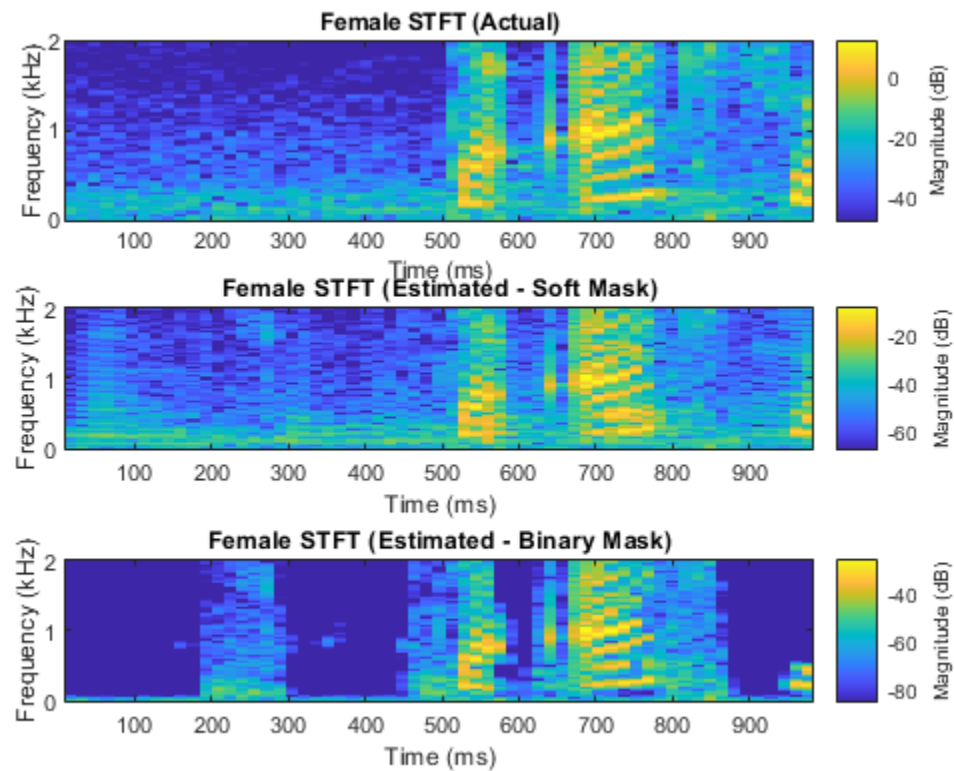 Female STFT (Actual)
Frequency (kHz)
2
1
0
100 200 300 400 500 600 700 800 900
Time (ms)
0
-20
-40
Magnitude (dB)
Female STFT (Estimated - Soft Mask)
Frequency (kHz)
2
1
0
100 200 300 400 500 600 700 800 900
Time (ms)
-20
-40
-60
Magnitude (dB)
Female STFT (Estimated - Binary Mask)
Frequency (kHz)
2
1
0
100 200 300 400 500 600 700 800 900
Time (ms)
-40
-60
-80
Magnitude (dB)